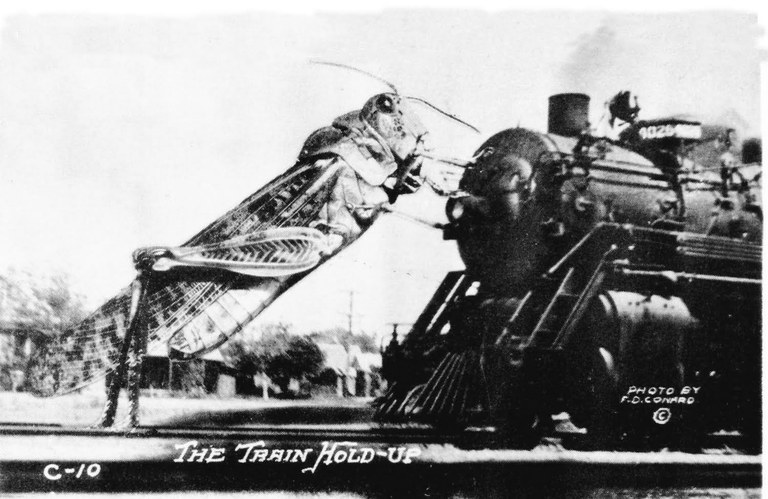 PHOTO BY
F.D. CONARD
©
THE TRAIN HOLD-UP
C-10